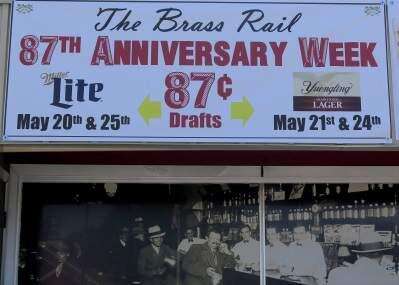 The Brass Rail
87TH ANNIVERSARY WEEK
Miller
Lite
87¢
Yuengling
LAGER
May 20th & 25th
Drafts
May 21st & 24th